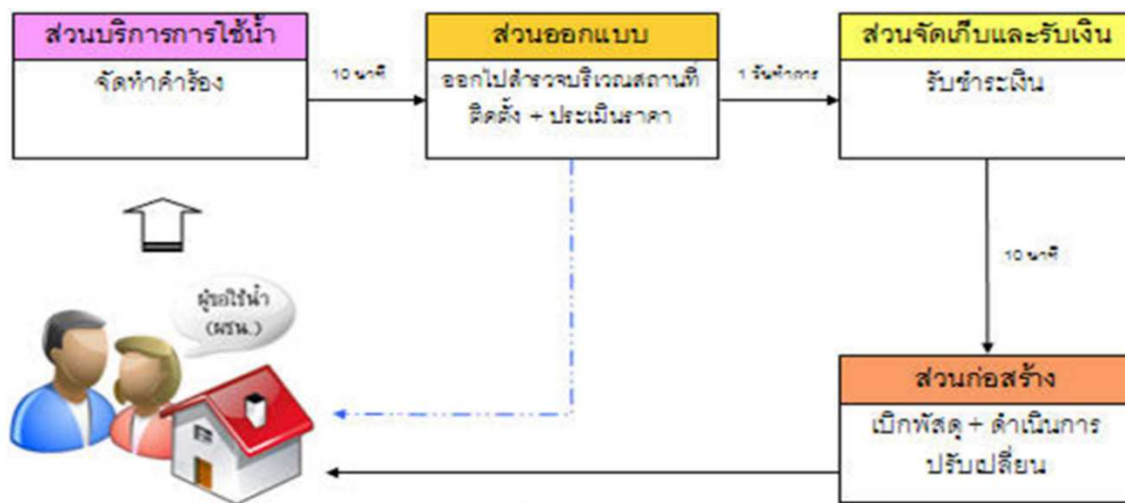 ส่วนบริการการใช้น้ำ
จัดทำคำร้อง
10 นาที
ส่วนออกแบบ
ออกไปสำรวจบริเวณสถานที่
ติดตั้ง + ประเมินราคา
1 วันทำการ
ส่วนจัดเก็บและรับเงิน
รับชำระเงิน
10 นาที
ผู้ขอใช้น้ำ
(ผชน.)
ส่วนก่อสร้าง
เบิกพัสดุ + ดำเนินการ
ปรับเปลี่ยน